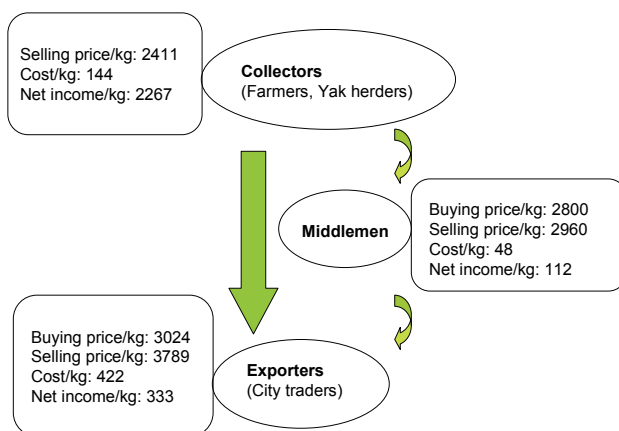 Selling price/kg: 2411
Cost/kg: 144
Net income/kg: 2267
Collectors
(Farmers, Yak herders)
Middlemen
Buying price/kg: 2800
Selling price/kg: 2960
Cost/kg: 48
Net income/kg: 112
Buying price/kg: 3024
Selling price/kg: 3789
Cost/kg: 422
Net income/kg: 333
Exporters
(City traders)